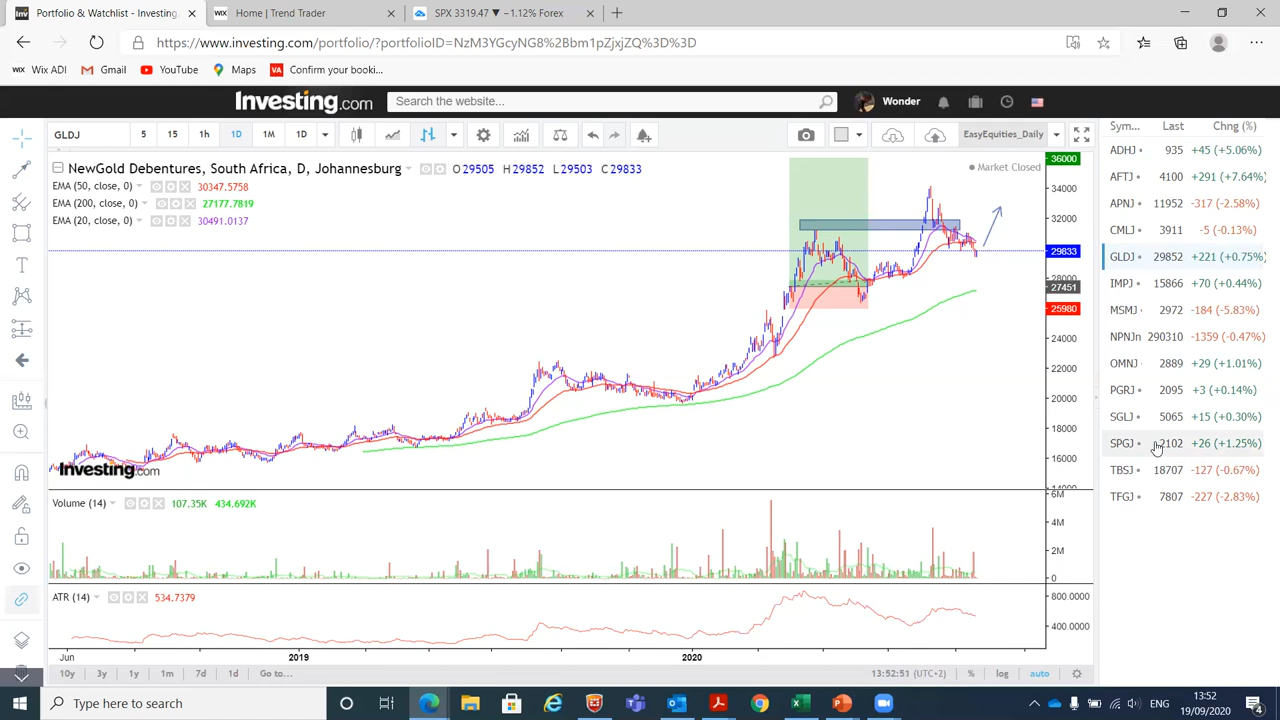 Portfolio & Watchlist - Investing
Home | Trend Trader
SPX 3319.47 ▼ −1.12% Forex
https://www.investing.com/portfolio/?portfolioID=NzM3YGcyNG8%2Bbm1pZjxjZQ%3D%3D
WiX Wix ADI
Gmail
YouTube
Maps
VA Confirm your booki...
Investing.com
Search the website...
Wonder
GLDJ
5
15
1h
1D
1M
1D
EasyEquities_Daily
NewGold Debentures, South Africa, D, Johannesburg
O29505 H29852 L29503 C29833
Market Closed
EMA (50, close, 0) 30347.5758
EMA (200, close, 0) 27177.7819
EMA (20, close, 0) 30491.0137
36000
34000
32000
29833
28000
27451
25980
24000
22000
20000
18000
16000
14000
Investing.com
Volume (14) 107.35K 434.692K
6M
4M
2M
0
ATR (14) 534.7379
800.0000
400.0000
Jun 2019 2020
10y 3y 1y 1m 7d 1d Go to...
13:52:51 (UTC+2) % log auto
Sym... Last Chng (%)
ADHJ 935 +45 (+5.06%)
AFTJ 4100 +291 (+7.64%)
APNJ 11952 -317 (-2.58%)
CMLJ 3911 -5 (-0.13%)
GLDJ 29852 +221 (+0.75%)
IMPJ 15866 +70 (+0.44%)
MSMJ 2972 -184 (-5.83%)
NPNJn 290310 -1359 (-0.47%)
OMNJ 2889 +29 (+1.01%)
PGRJ 2095 +3 (+0.14%)
SGLJ 5065 +15 (+0.30%)
SPGJ 2102 +26 (+1.25%)
TBSJ 18707 -127 (-0.67%)
TFGJ 7807 -227 (-2.83%)
Type here to search
ENG
13:52
19/09/2020